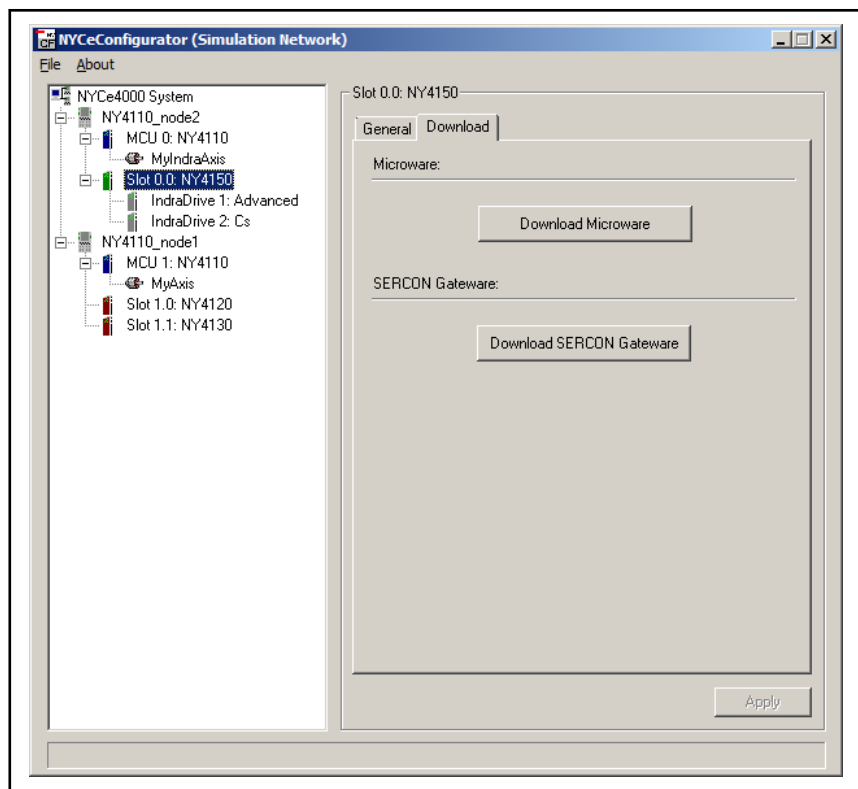 NYCeConfigurator (Simulation Network)
File About
NYCe4000 System
NY4110_node2
MCU 0: NY4110
MyIndraAxis
Slot 0.0: NY4150
IndraDrive 1: Advanced
IndraDrive 2: Cs
NY4110_node1
MCU 1: NY4110
MyAxis
Slot 1.0: NY4120
Slot 1.1: NY4130
Slot 0.0: NY4150
General Download
Microware:
Download Microware
SERCON Gateware:
Download SERCON Gateware
Apply